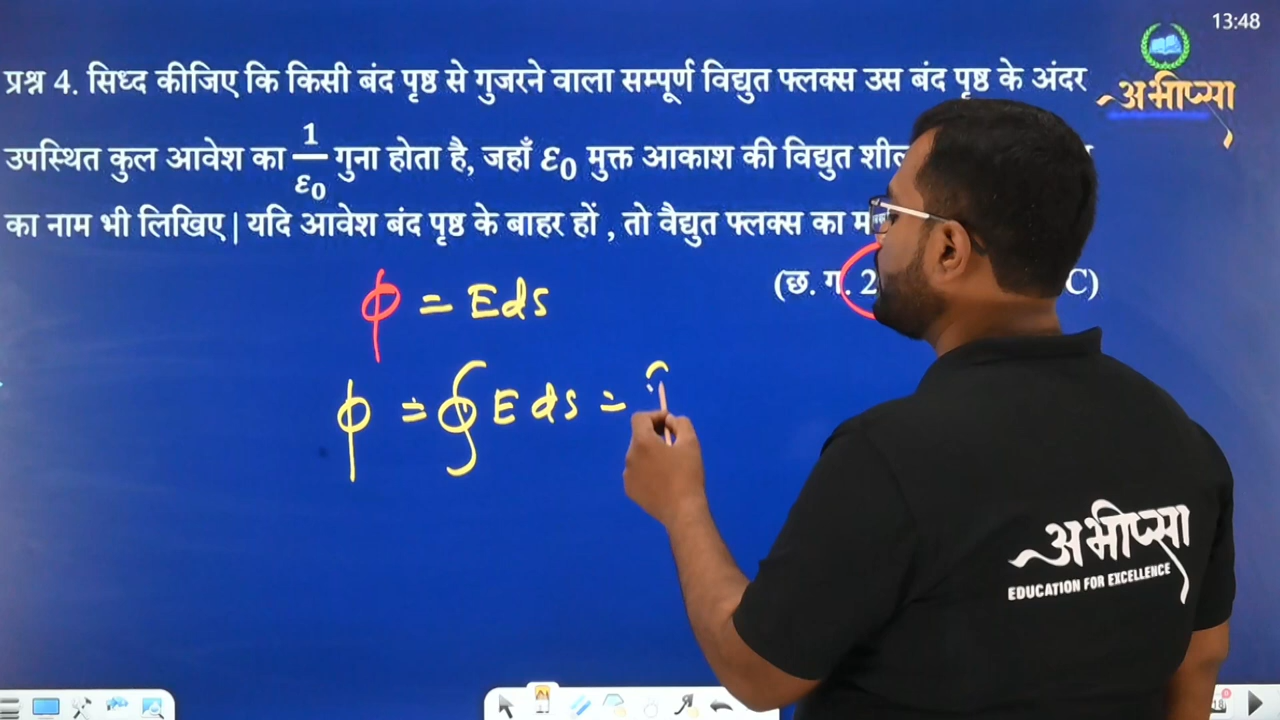 13:48
प्रश्न 4. सिध्द कीजिए कि किसी बंद पृष्ठ से गुजरने वाला सम्पूर्ण विद्युत फ्लक्स उस बंद पृष्ठ के अंदर
अभीप्सा
उपस्थित कुल आवेश का 1/ε₀ गुना होता है, जहाँ ε₀ मुक्त आकाश की विद्युत
का नाम भी लिखिए | यदि आवेश बंद पृष्ठ के बाहर हों , तो वैद्युत फ्लक्स का
(छ. ग. 2 C)
ϕ = Eds
ϕ = ∮ E ds =
अभीप्सा
EDUCATION FOR EXCELLENCE